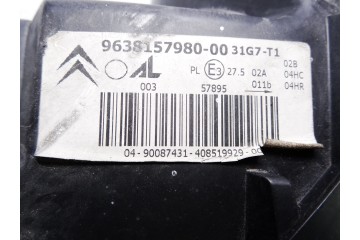 9638157980-00 31G7-T1
AL PL E3 27.5 02A 02B 04HC
003 57895 011b 04HR
04-90087431-408519929-00